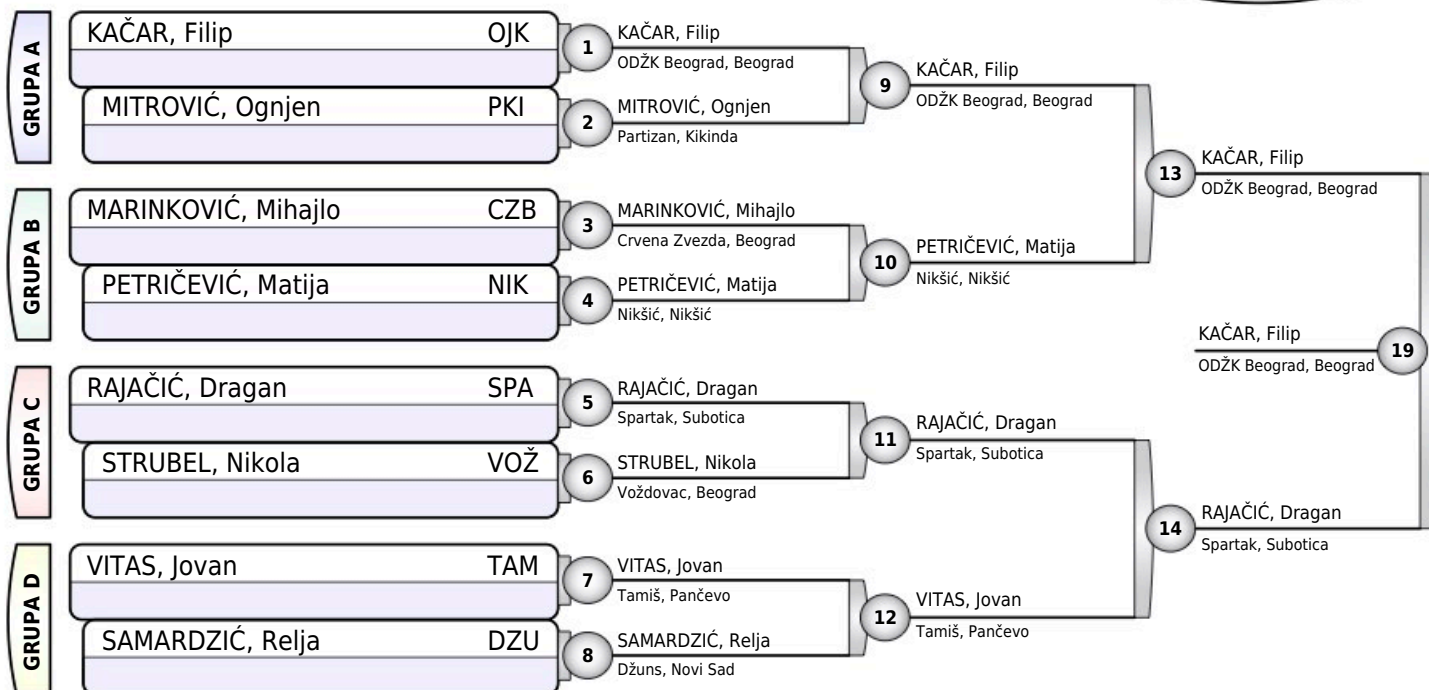 GRUPA A
KAČAR, Filip OJK
MITROVIĆ, Ognjen PKI
GRUPA B
MARINKOVIĆ, Mihajlo CZB
PETRIČEVIĆ, Matija NIK
GRUPA C
RAJAČIĆ, Dragan SPA
STRUBEL, Nikola VOŽ
GRUPA D
VITAS, Jovan TAM
SAMARDZIĆ, Relja DZU
1 KAČAR, Filip
ODŽK Beograd, Beograd
2 MITROVIĆ, Ognjen
Partizan, Kikinda
3 MARINKOVIĆ, Mihajlo
Crvena Zvezda, Beograd
4 PETRIČEVIĆ, Matija
Nikšić, Nikšić
5 RAJAČIĆ, Dragan
Spartak, Subotica
6 STRUBEL, Nikola
Voždovac, Beograd
7 VITAS, Jovan
Tamiš, Pančevo
8 SAMARDZIĆ, Relja
Džuns, Novi Sad
9 KAČAR, Filip
ODŽK Beograd, Beograd
10 PETRIČEVIĆ, Matija
Nikšić, Nikšić
11 RAJAČIĆ, Dragan
Spartak, Subotica
12 VITAS, Jovan
Tamiš, Pančevo
13 KAČAR, Filip
ODŽK Beograd, Beograd
14 RAJAČIĆ, Dragan
Spartak, Subotica
KAČAR, Filip 19
ODŽK Beograd, Beograd